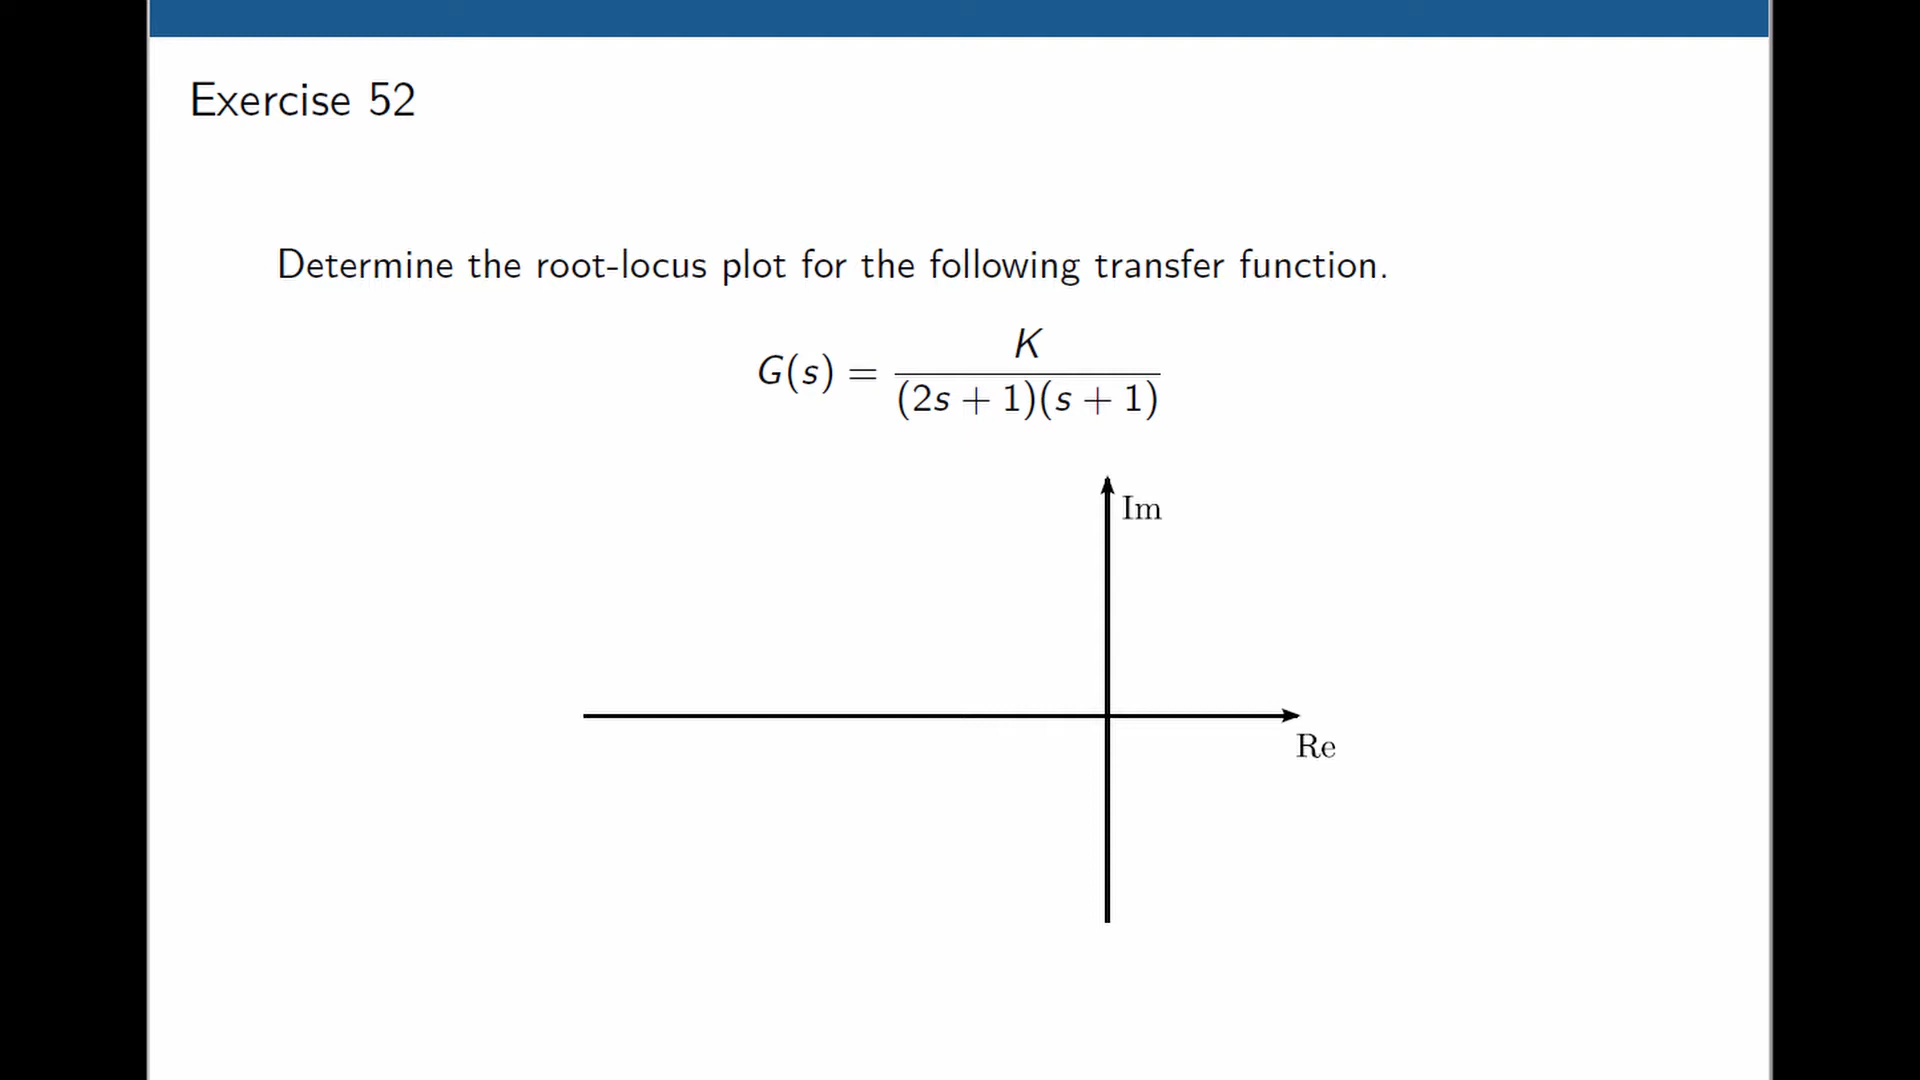 Exercise 52
Determine the root-locus plot for the following transfer function.
G(s) = K / (2s + 1)(s + 1)
Im
Re